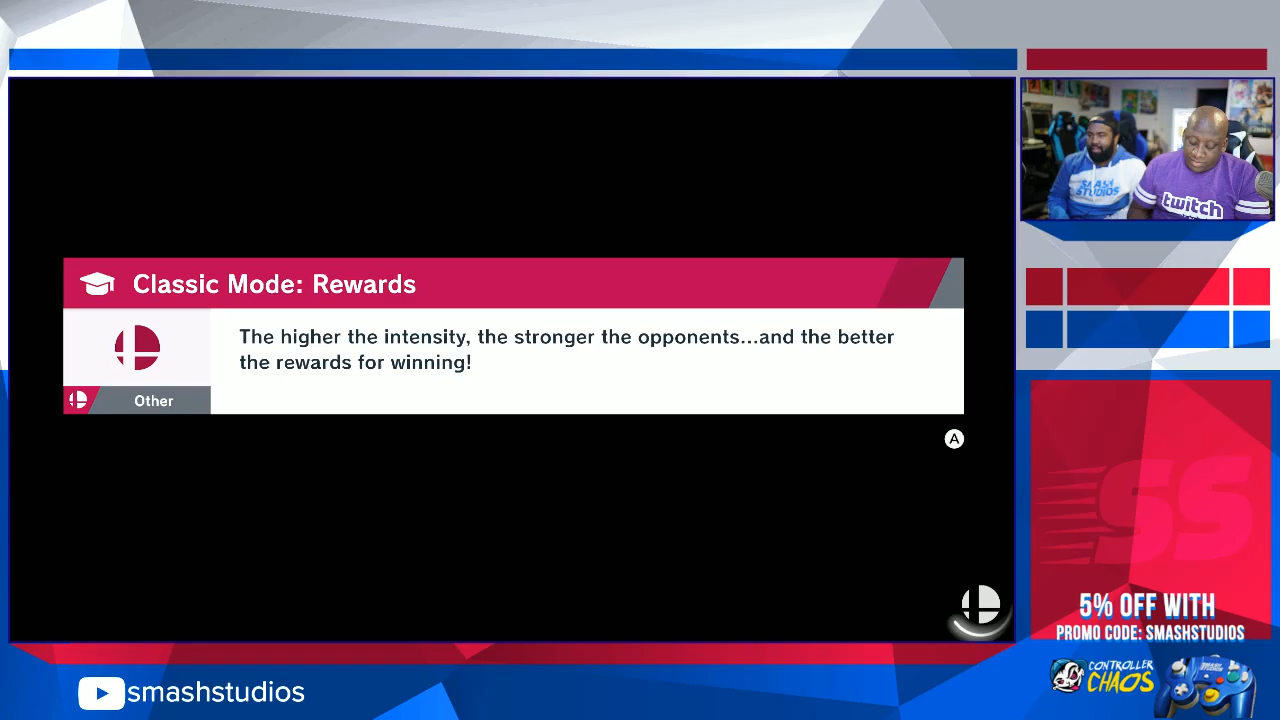 SMASH
STUDIOS
twitch
Classic Mode: Rewards
The higher the intensity, the stronger the opponents...and the better
the rewards for winning!
Other
A
SS
5% OFF WITH
PROMO CODE: SMASHSTUDIOS
CONTROLLER
CHAOS
smashstudios